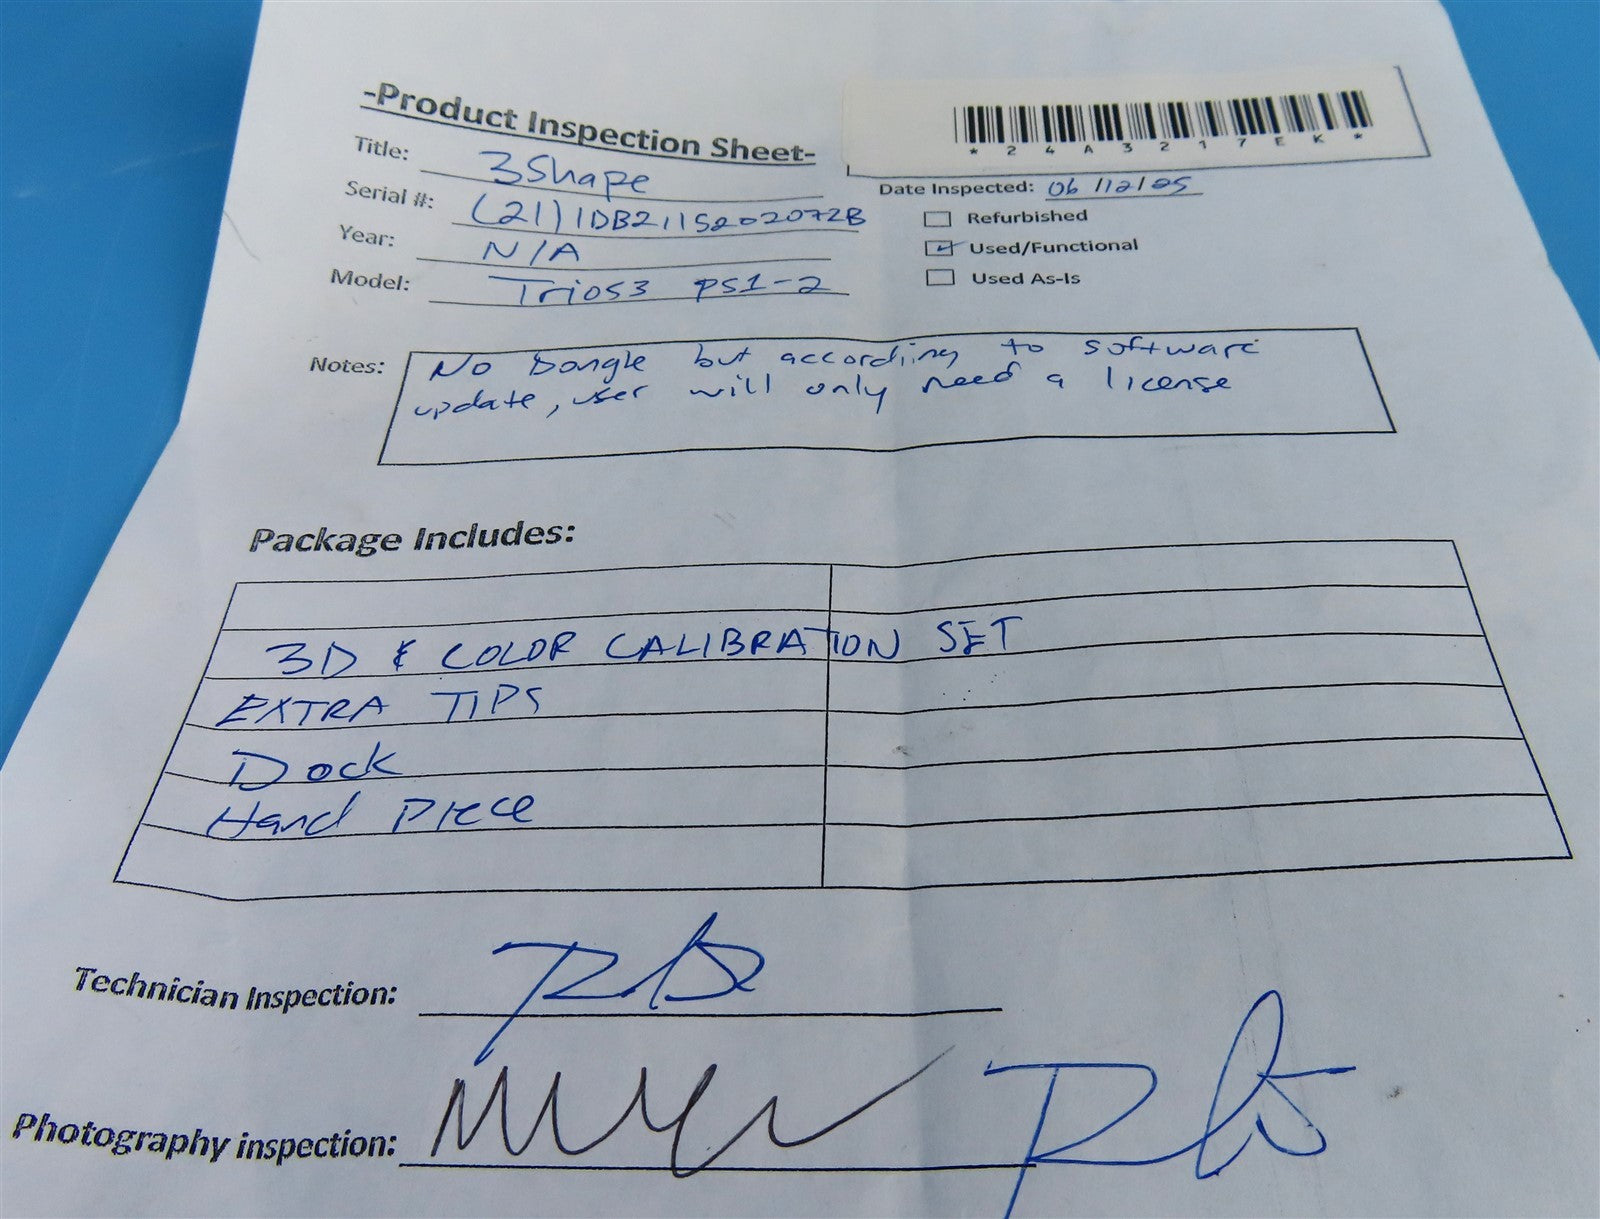 -Product Inspection Sheet-
*24A3217EK*
Title: 3Shape
Date Inspected: 06/12/25
Serial #: (21)1DB2115202072B
Refurbished
Year: N/A
Used/Functional
Model: Trios3 PS1-2
Used As-Is
Notes: No Dongle but accordiing to software
update, user will only need a license
Package Includes:
3D & COLOR CALIBRATION SET
EXTRA TIPS
Dock
Hand Piece
Technician Inspection:
Photography inspection: